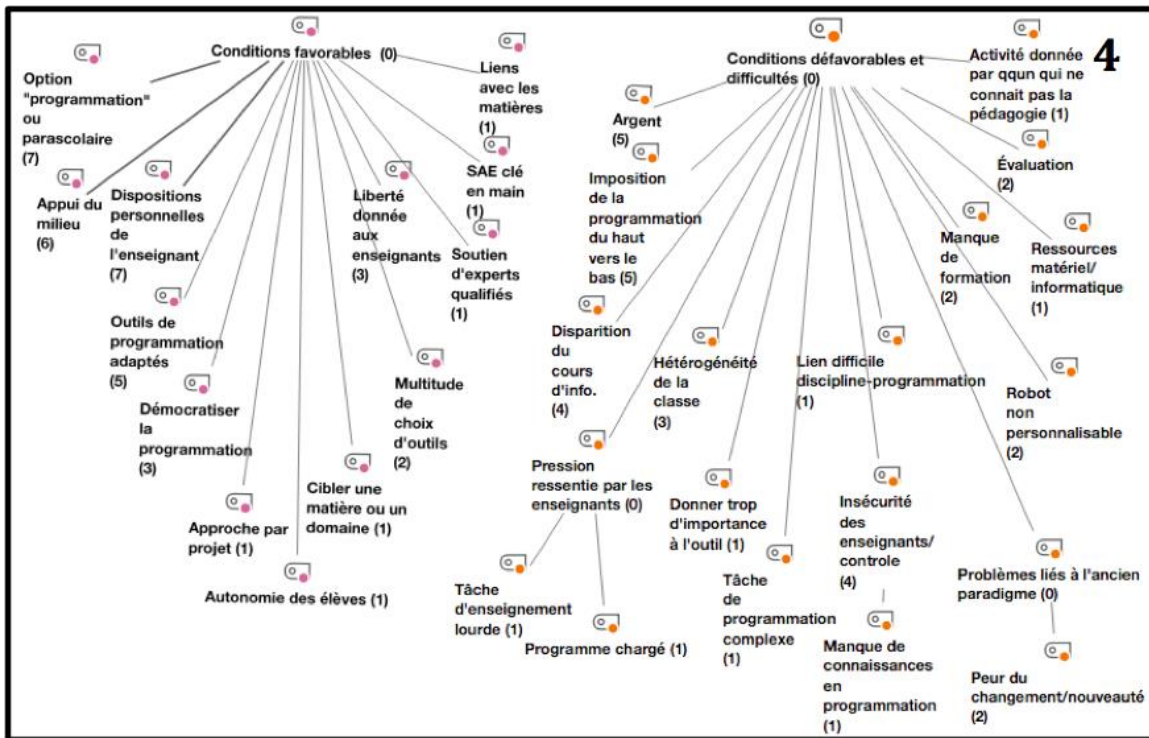 Conditions favorables (0)
Option
"programmation"
ou
parascolaire
(7)
Liens
avec les
matières
(1)
Appui du
milieu
(6)
Dispositions
personnelles
de
l'enseignant
(7)
Liberté
donnée
aux
enseignants
(3)
SAE clé
en main
(1)
Soutien
d'experts
qualifiés
(1)
Outils de
programmation
adaptés
(5)
Démocratiser
la
programmation
(3)
Multitude
de
choix
d'outils
(2)
Approche par
projet (1)
Cibler une
matière ou un
domaine (1)
Autonomie des élèves (1)
Conditions défavorables et
difficultés (0)
Activité donnée
par qqun qui ne
connait pas la
pédagogie (1)
4
Argent
(5)
Imposition
de la
programmation
du haut
vers le
bas (5)
Évaluation
(2)
Manque
de
formation
(2)
Ressources
matériel/
informatique
(1)
Disparition
du
cours
d'info.
(4)
Hétérogénéité
de la
classe
(3)
Lien difficile
discipline-programmation
(1)
Robot
non
personnalisable
(2)
Pression
ressentie par les
enseignants (0)
Donner trop
d'importance
à l'outil (1)
Insécurité
des
enseignants/
controle
(4)
Problèmes liés à l'ancien
paradigme (0)
Tâche
d'enseignement
lourde (1)
Programme chargé (1)
Tâche
de
programmation
complexe
(1)
Manque de
connaissances
en
programmation
(1)
Peur du
changement/nouveauté
(2)